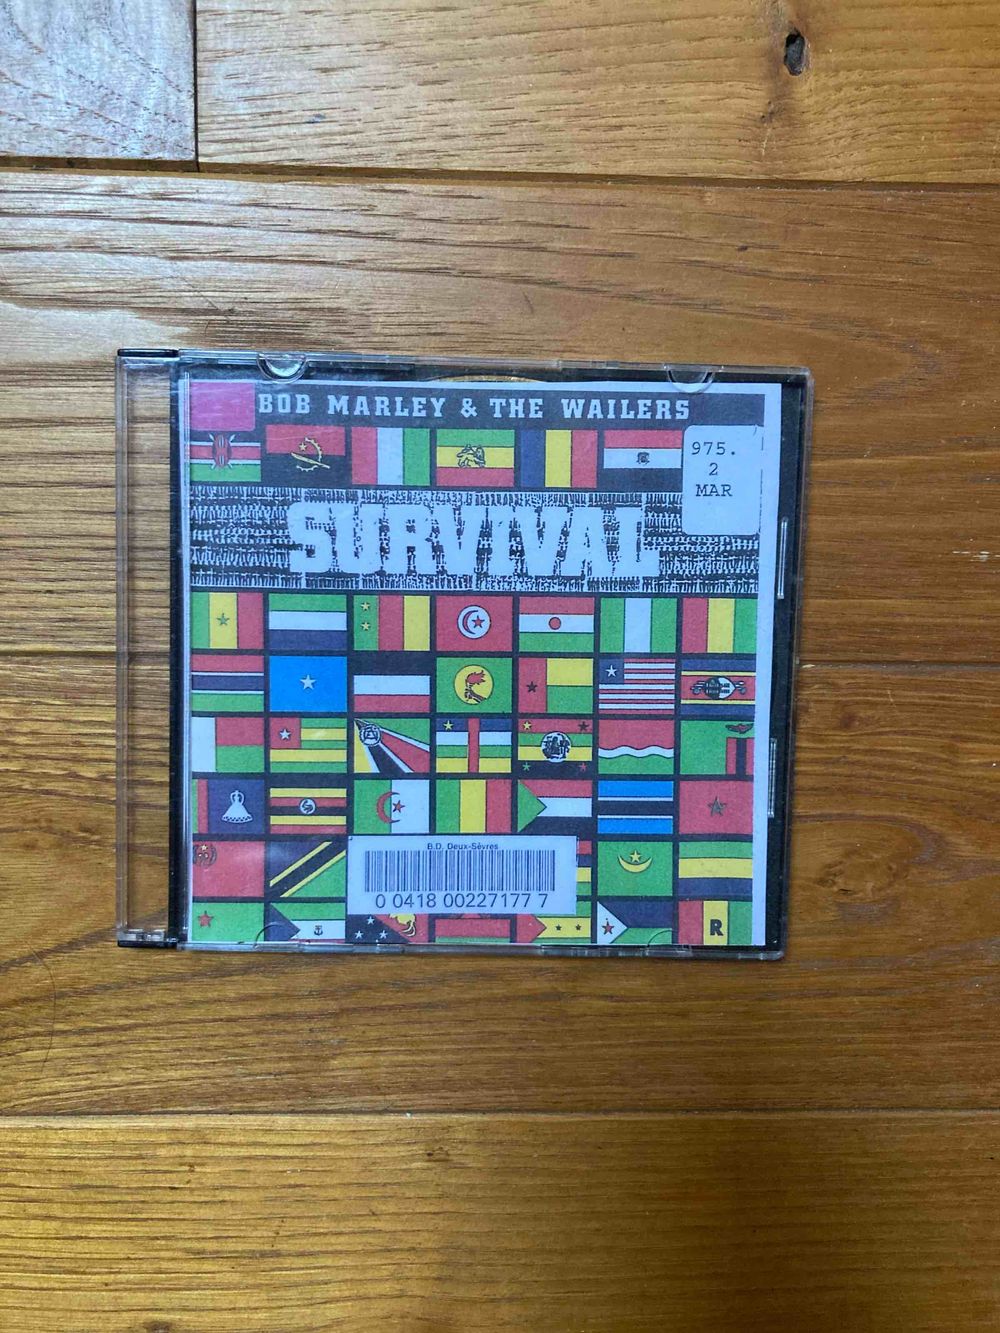 BOB MARLEY & THE WAILERS
975.
2
MAR
SURVIVAL
B.D. Deux-Sèvres
0 0418 00227177 7
R